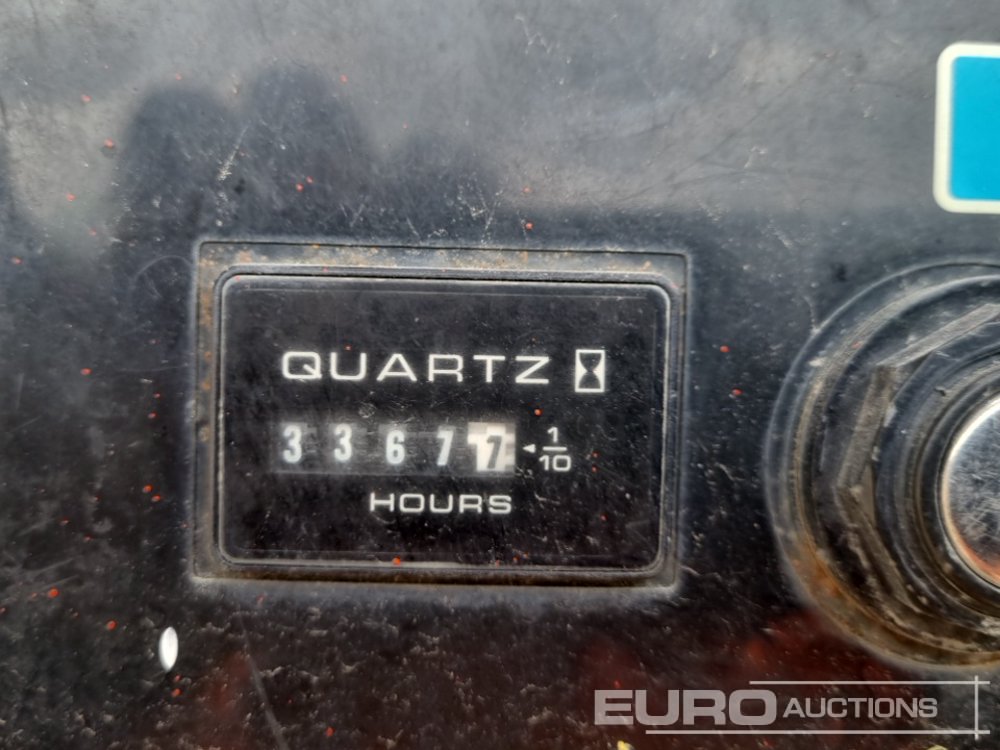 QUARTZ
3 3 6 7 7 1/10
HOURS
EURO AUCTIONS